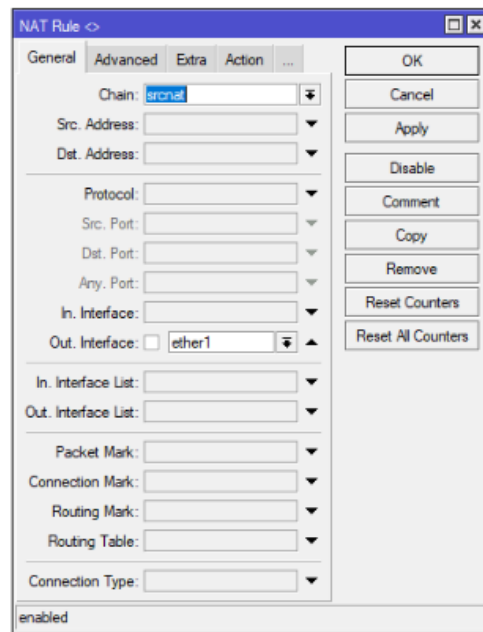 NAT Rule <>
General Advanced Extra Action ...
Chain: srcnat
Src. Address:
Dst. Address:
Protocol:
Src. Port:
Dst. Port:
Any. Port:
In. Interface:
Out. Interface: ether1
In. Interface List:
Out. Interface List:
Packet Mark:
Connection Mark:
Routing Mark:
Routing Table:
Connection Type:
OK
Cancel
Apply
Disable
Comment
Copy
Remove
Reset Counters
Reset All Counters
enabled